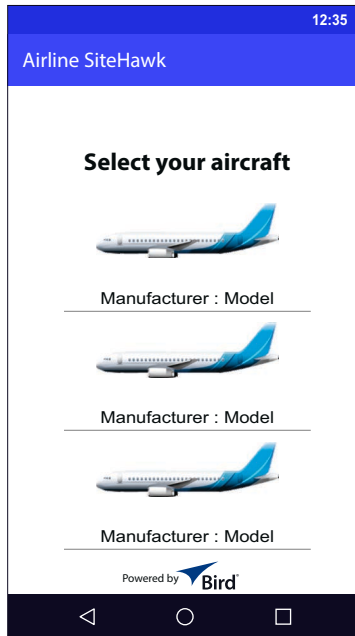 12:35
Airline SiteHawk
Select your aircraft
Manufacturer : Model
Manufacturer : Model
Manufacturer : Model
Powered by Bird